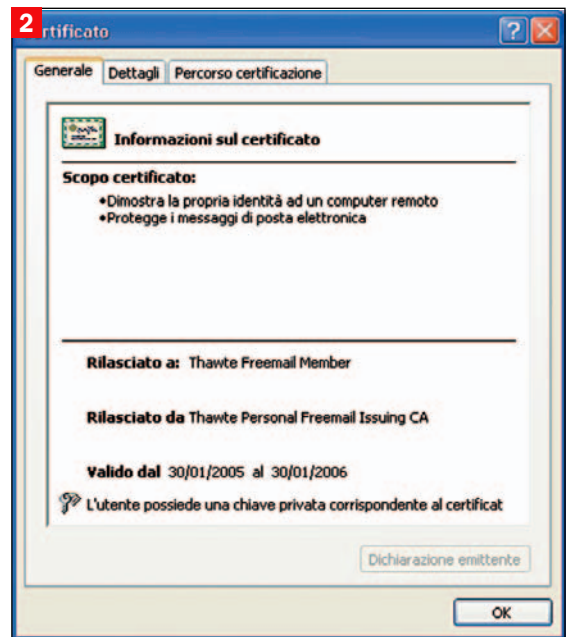 2
rtificato
Generale Dettagli Percorso certificazione
Informazioni sul certificato
Scopo certificato:
•Dimostra la propria identità ad un computer remoto
•Protegge i messaggi di posta elettronica
Rilasciato a: Thawte Freemail Member
Rilasciato da Thawte Personal Freemail Issuing CA
Valido dal 30/01/2005 al 30/01/2006
L'utente possiede una chiave privata corrispondente al certificat
Dichiarazione emittente
OK